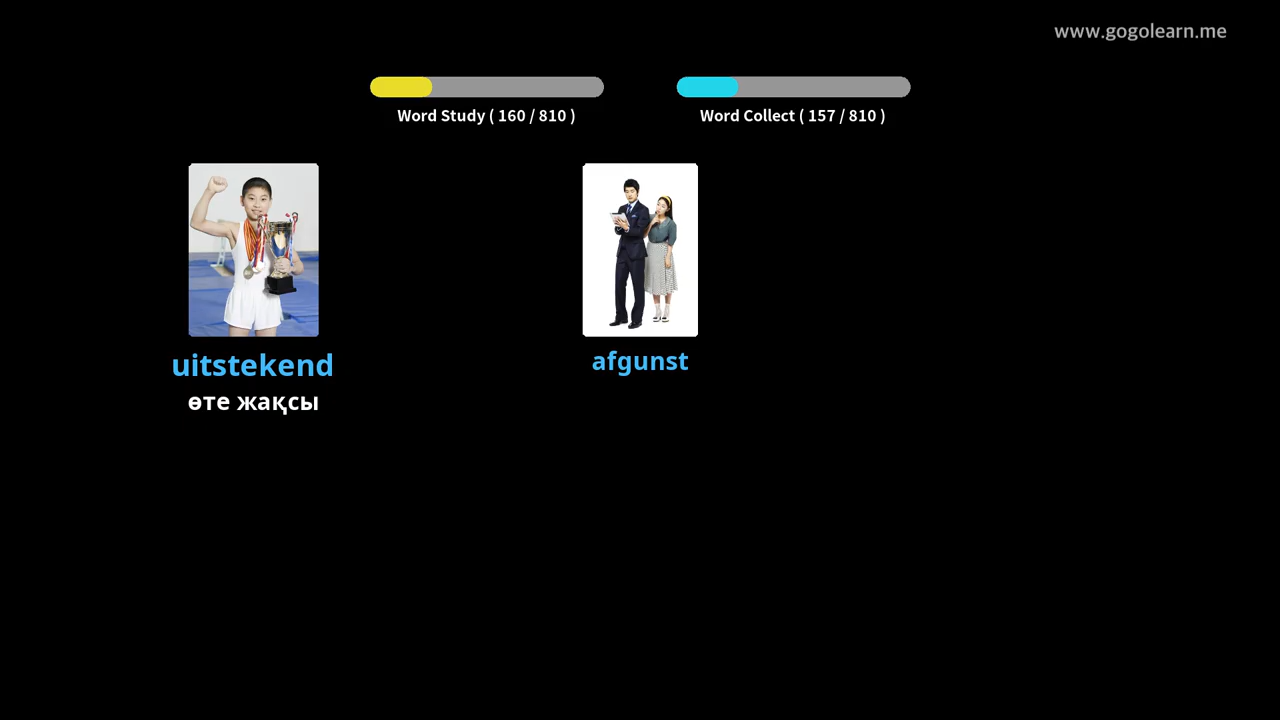 www.gogolearn.me
Word Study ( 160 / 810 )
Word Collect ( 157 / 810 )
uitstekend
өте жақсы
afgunst